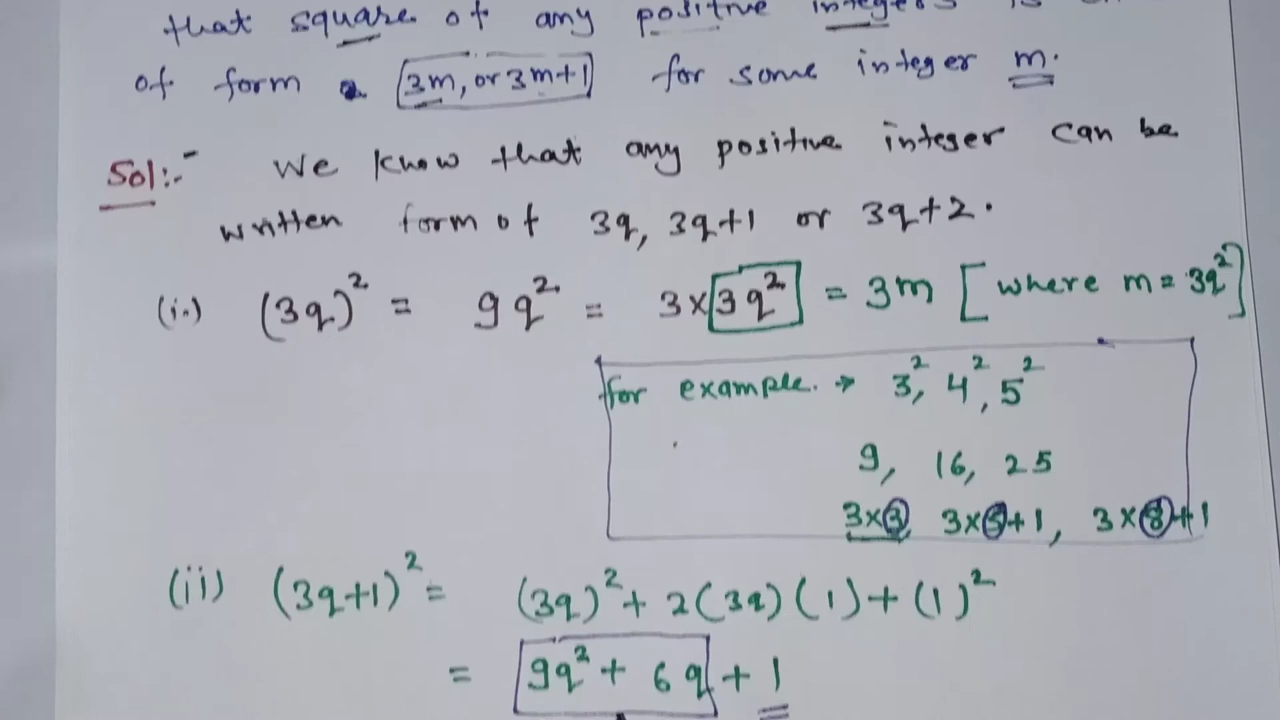 that square of any positive integers is
of form a 3m, or 3m+1 for some integer m.
Sol:- We know that any positive integer can be
written form of 3q, 3q+1 or 3q+2.
(i.) (3q)² = 9q² = 3×3q² = 3m [where m = 3q²]
for example. → 3², 4², 5²
9, 16, 25
3×3, 3×5+1, 3×8+1
(ii) (3q+1)² = (3q)² + 2(3q)(1) + (1)²
= 9q² + 6q + 1